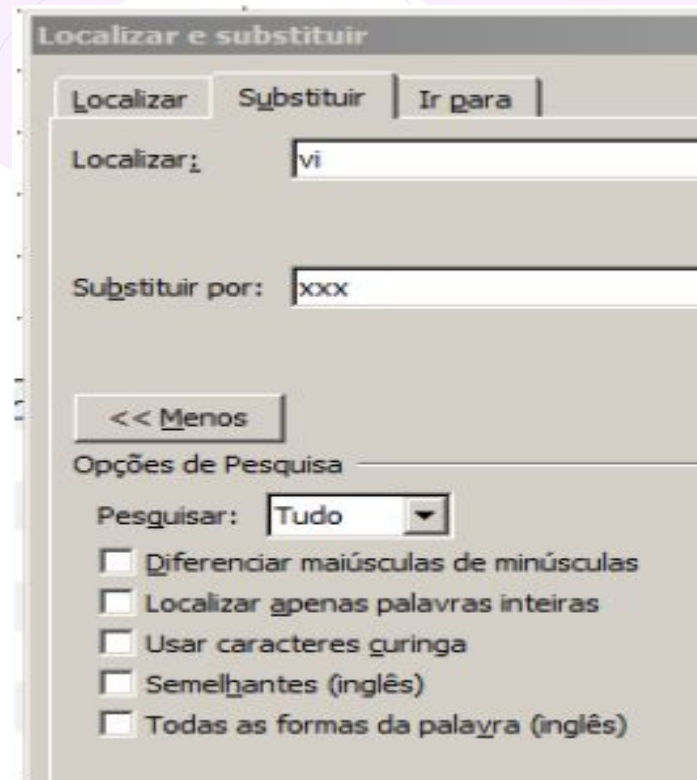 Localizar e substituir
Localizar Substituir Ir para
Localizar: vi
Substituir por: xxx
<< Menos
Opções de Pesquisa
Pesquisar: Tudo
Diferenciar maiúsculas de minúsculas
Localizar apenas palavras inteiras
Usar caracteres curinga
Semelhantes (inglês)
Todas as formas da palavra (inglês)